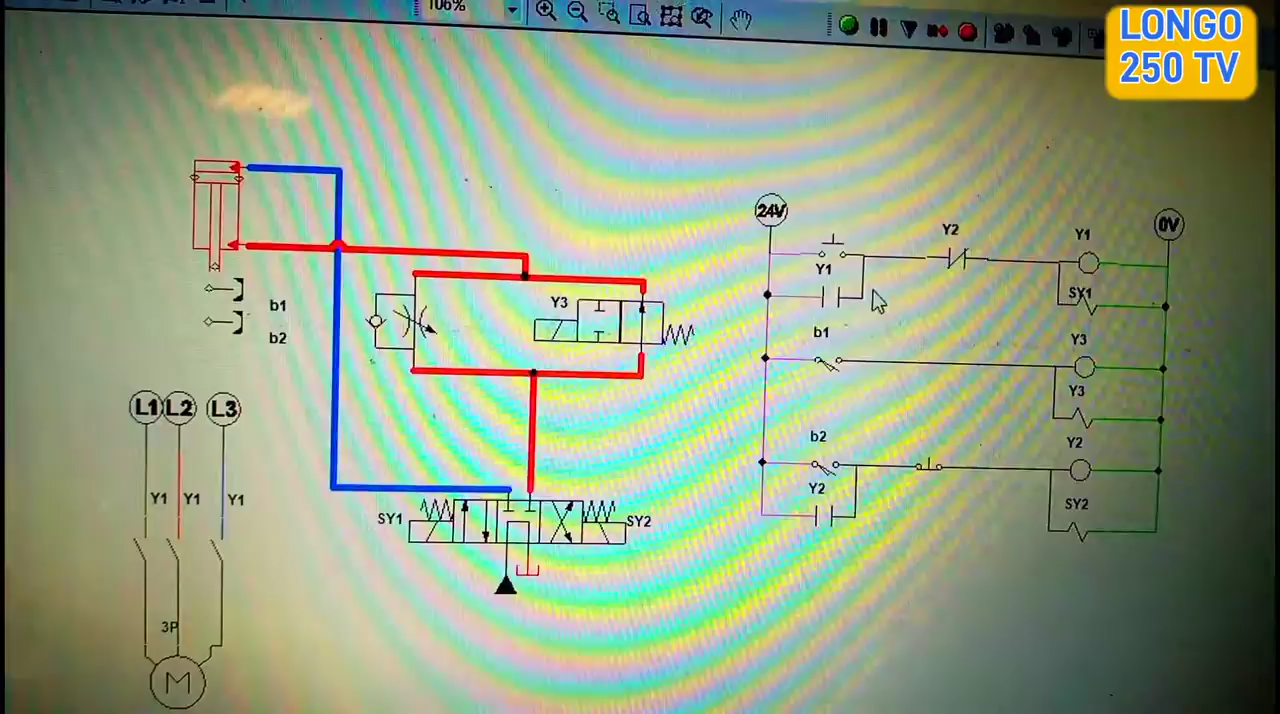 106%
LONGO
250 TV
24V
0V
Y2
Y1
Y1
SY1
b1
Y3
b1
Y3
b2
Y3
L1
L2
L3
b2
Y2
Y2
SY2
Y1
Y1
Y1
SY1
SY2
3P
M